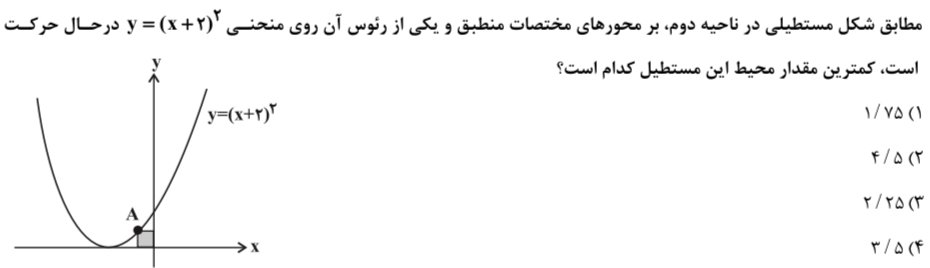 مطابق شکل مستطیلی در ناحیه دوم، بر محورهای مختصات منطبق و یکی از رئوس آن روی منحنی y = (x+۲)^۲ درحال حرکت
است، کمترین مقدار محیط این مستطیل کدام است؟
۱) ۱/۷۵
۲) ۴/۵
۳) ۲/۲۵
۴) ۳/۵
y
y=(x+۲)^۲
A
x